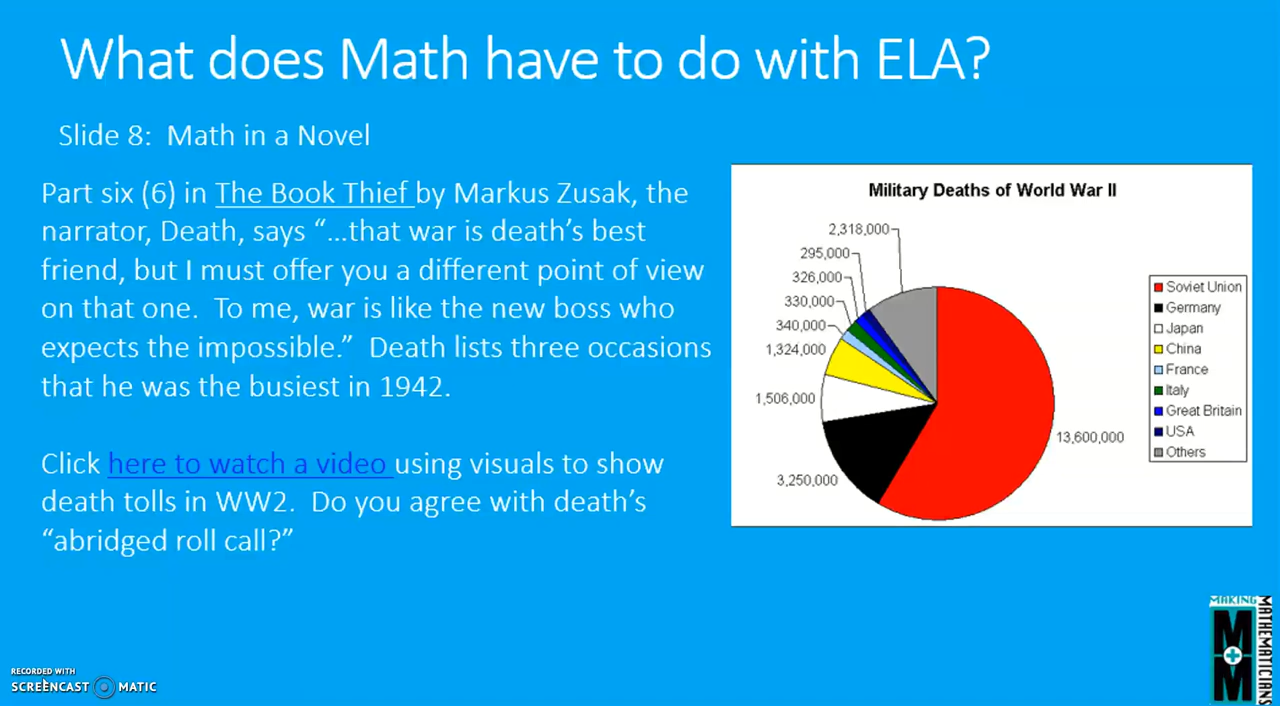 What does Math have to do with ELA?
Slide 8:  Math in a Novel
Part six (6) in The Book Thief by Markus Zusak, the
narrator, Death, says “…that war is death’s best
friend, but I must offer you a different point of view
on that one.  To me, war is like the new boss who
expects the impossible.”  Death lists three occasions
that he was the busiest in 1942.
Click here to watch a video using visuals to show
death tolls in WW2.  Do you agree with death’s
“abridged roll call?”
Military Deaths of World War II
2,318,000
295,000
326,000
330,000
340,000
1,324,000
1,506,000
3,250,000
13,600,000
Soviet Union
Germany
Japan
China
France
Italy
Great Britain
USA
Others
RECORDED WITH
SCREENCAST MATIC
MAKING
MATHEMATICIANS
M
M